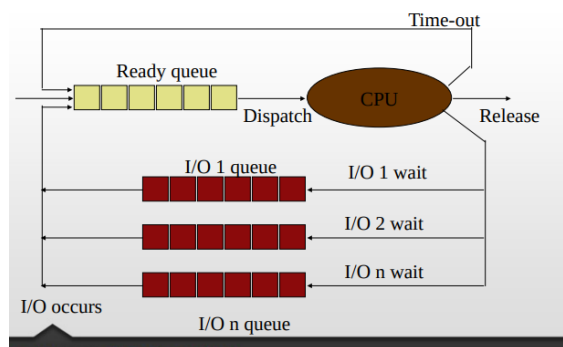 Time-out
Ready queue
CPU
Dispatch
Release
I/O 1 queue
I/O 1 wait
I/O 2 wait
I/O n wait
I/O occurs
I/O n queue